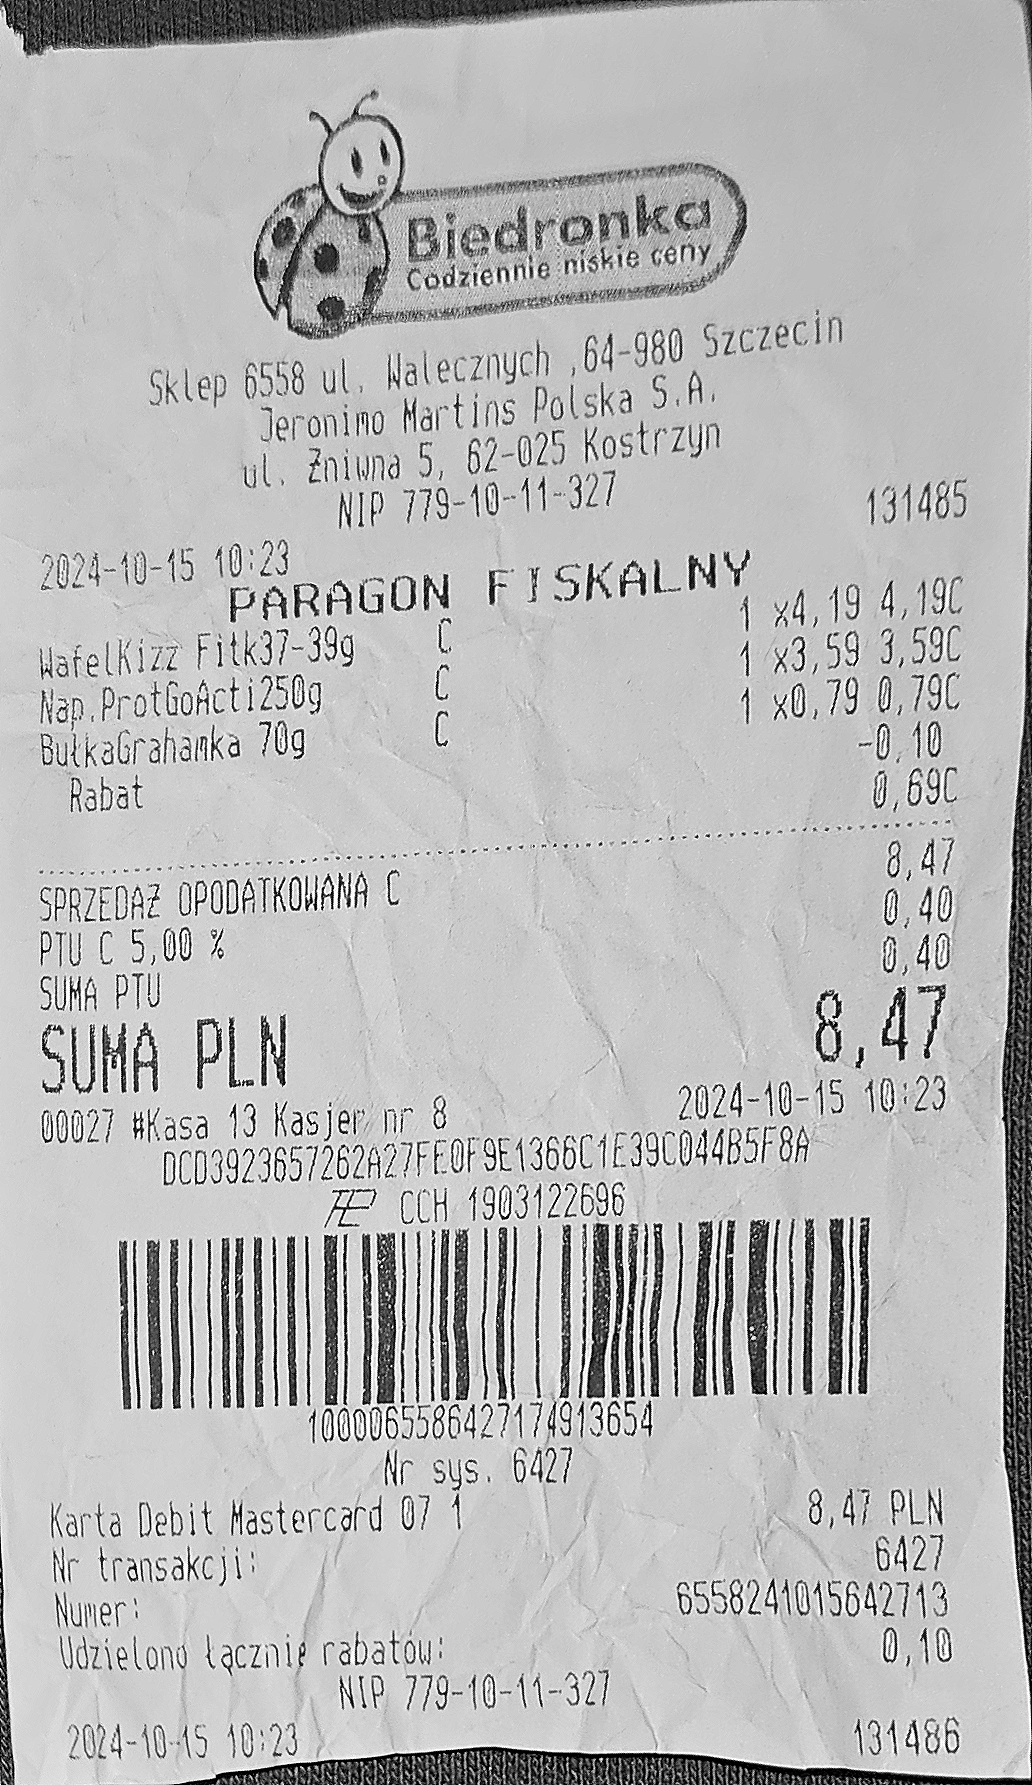 Biedronka
Codziennie niskie ceny
Sklep 6558 ul. Walecznych ,64-980 Szczecin
Jeronimo Martins Polska S.A.
ul. Żniwna 5, 62-025 Kostrzyn
NIP 779-10-11-327
2024-10-15 10:23 131485
PARAGON FISKALNY
WafelKizz Fitk37-39g C 1 x4,19 4,19C
Nap.ProtGoActi250g C 1 x3,59 3,59C
BułkaGrahamka 70g C 1 x0,79 0,79C
Rabat -0,10
0,69C
SPRZEDAŻ OPODATKOWANA C 8,47
PTU C 5,00 % 0,40
SUMA PTU 0,40
SUMA PLN 8,47
00027 #Kasa 13 Kasjer nr 8 2024-10-15 10:23
DCD3923657262A27FE0F9E1366C1E39C044B5F8A
CCH 1903122696
1000065586427174913654
Nr sys. 6427
Karta Debit Mastercard 07 1 8,47 PLN
Nr transakcji: 6427
Numer: 6558241015642713
Udzielono łącznie rabatów: 0,10
NIP 779-10-11-327
2024-10-15 10:23 131486